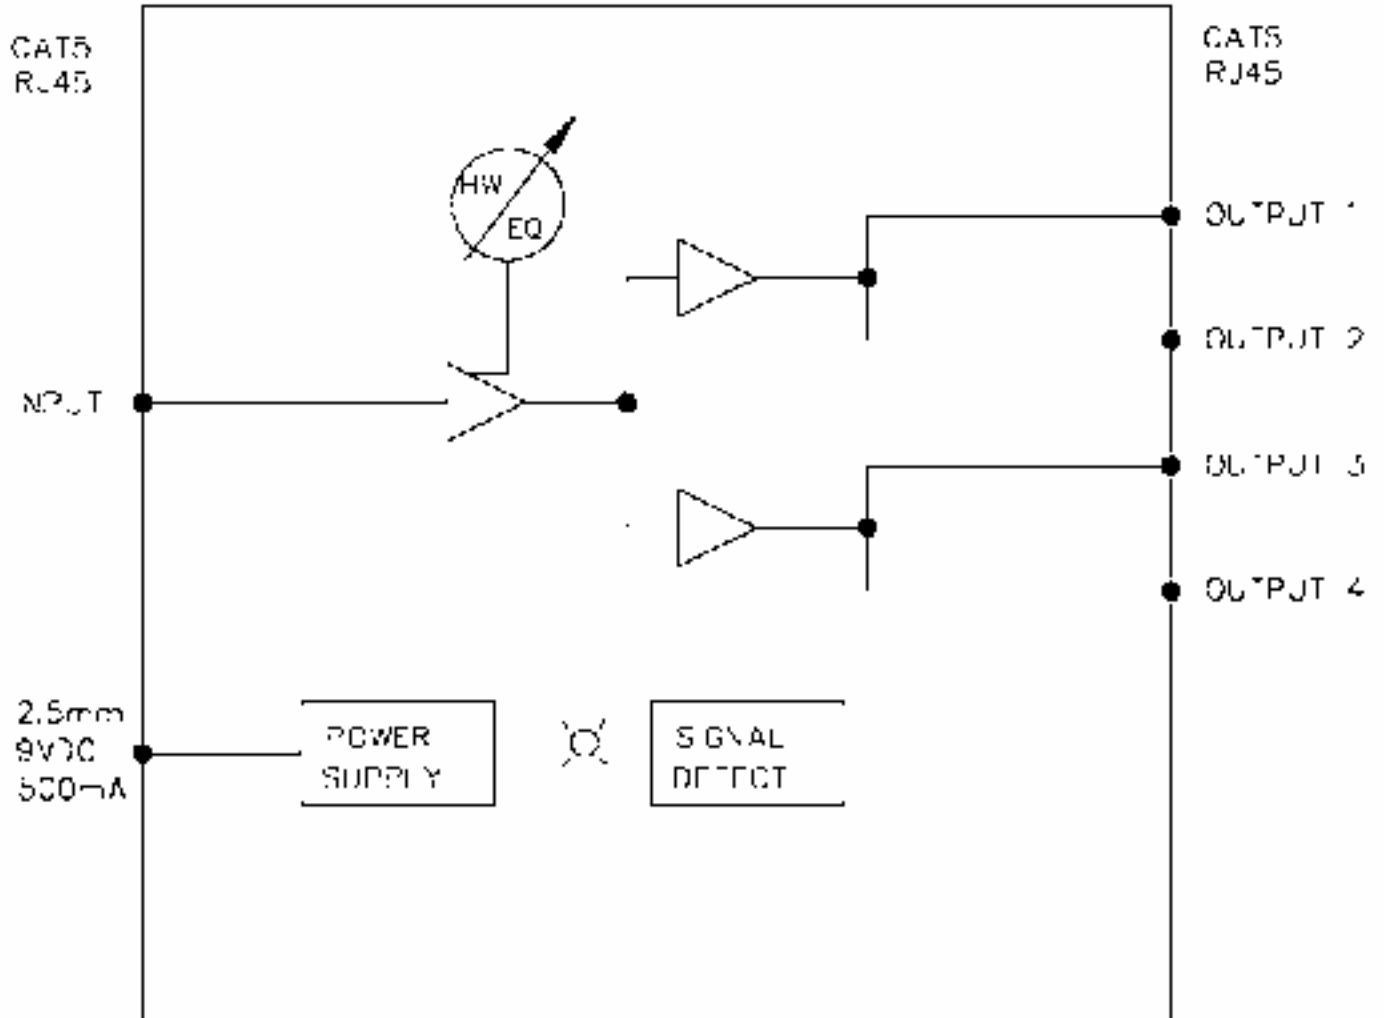 CAT5
RJ45
CAT5
RJ45
HW
EQ
OUTPUT 1
OUTPUT 2
INPUT
OUTPUT 3
OUTPUT 4
2.5mm
9VDC
500mA
POWER
SUPPLY
SIGNAL
DETECT